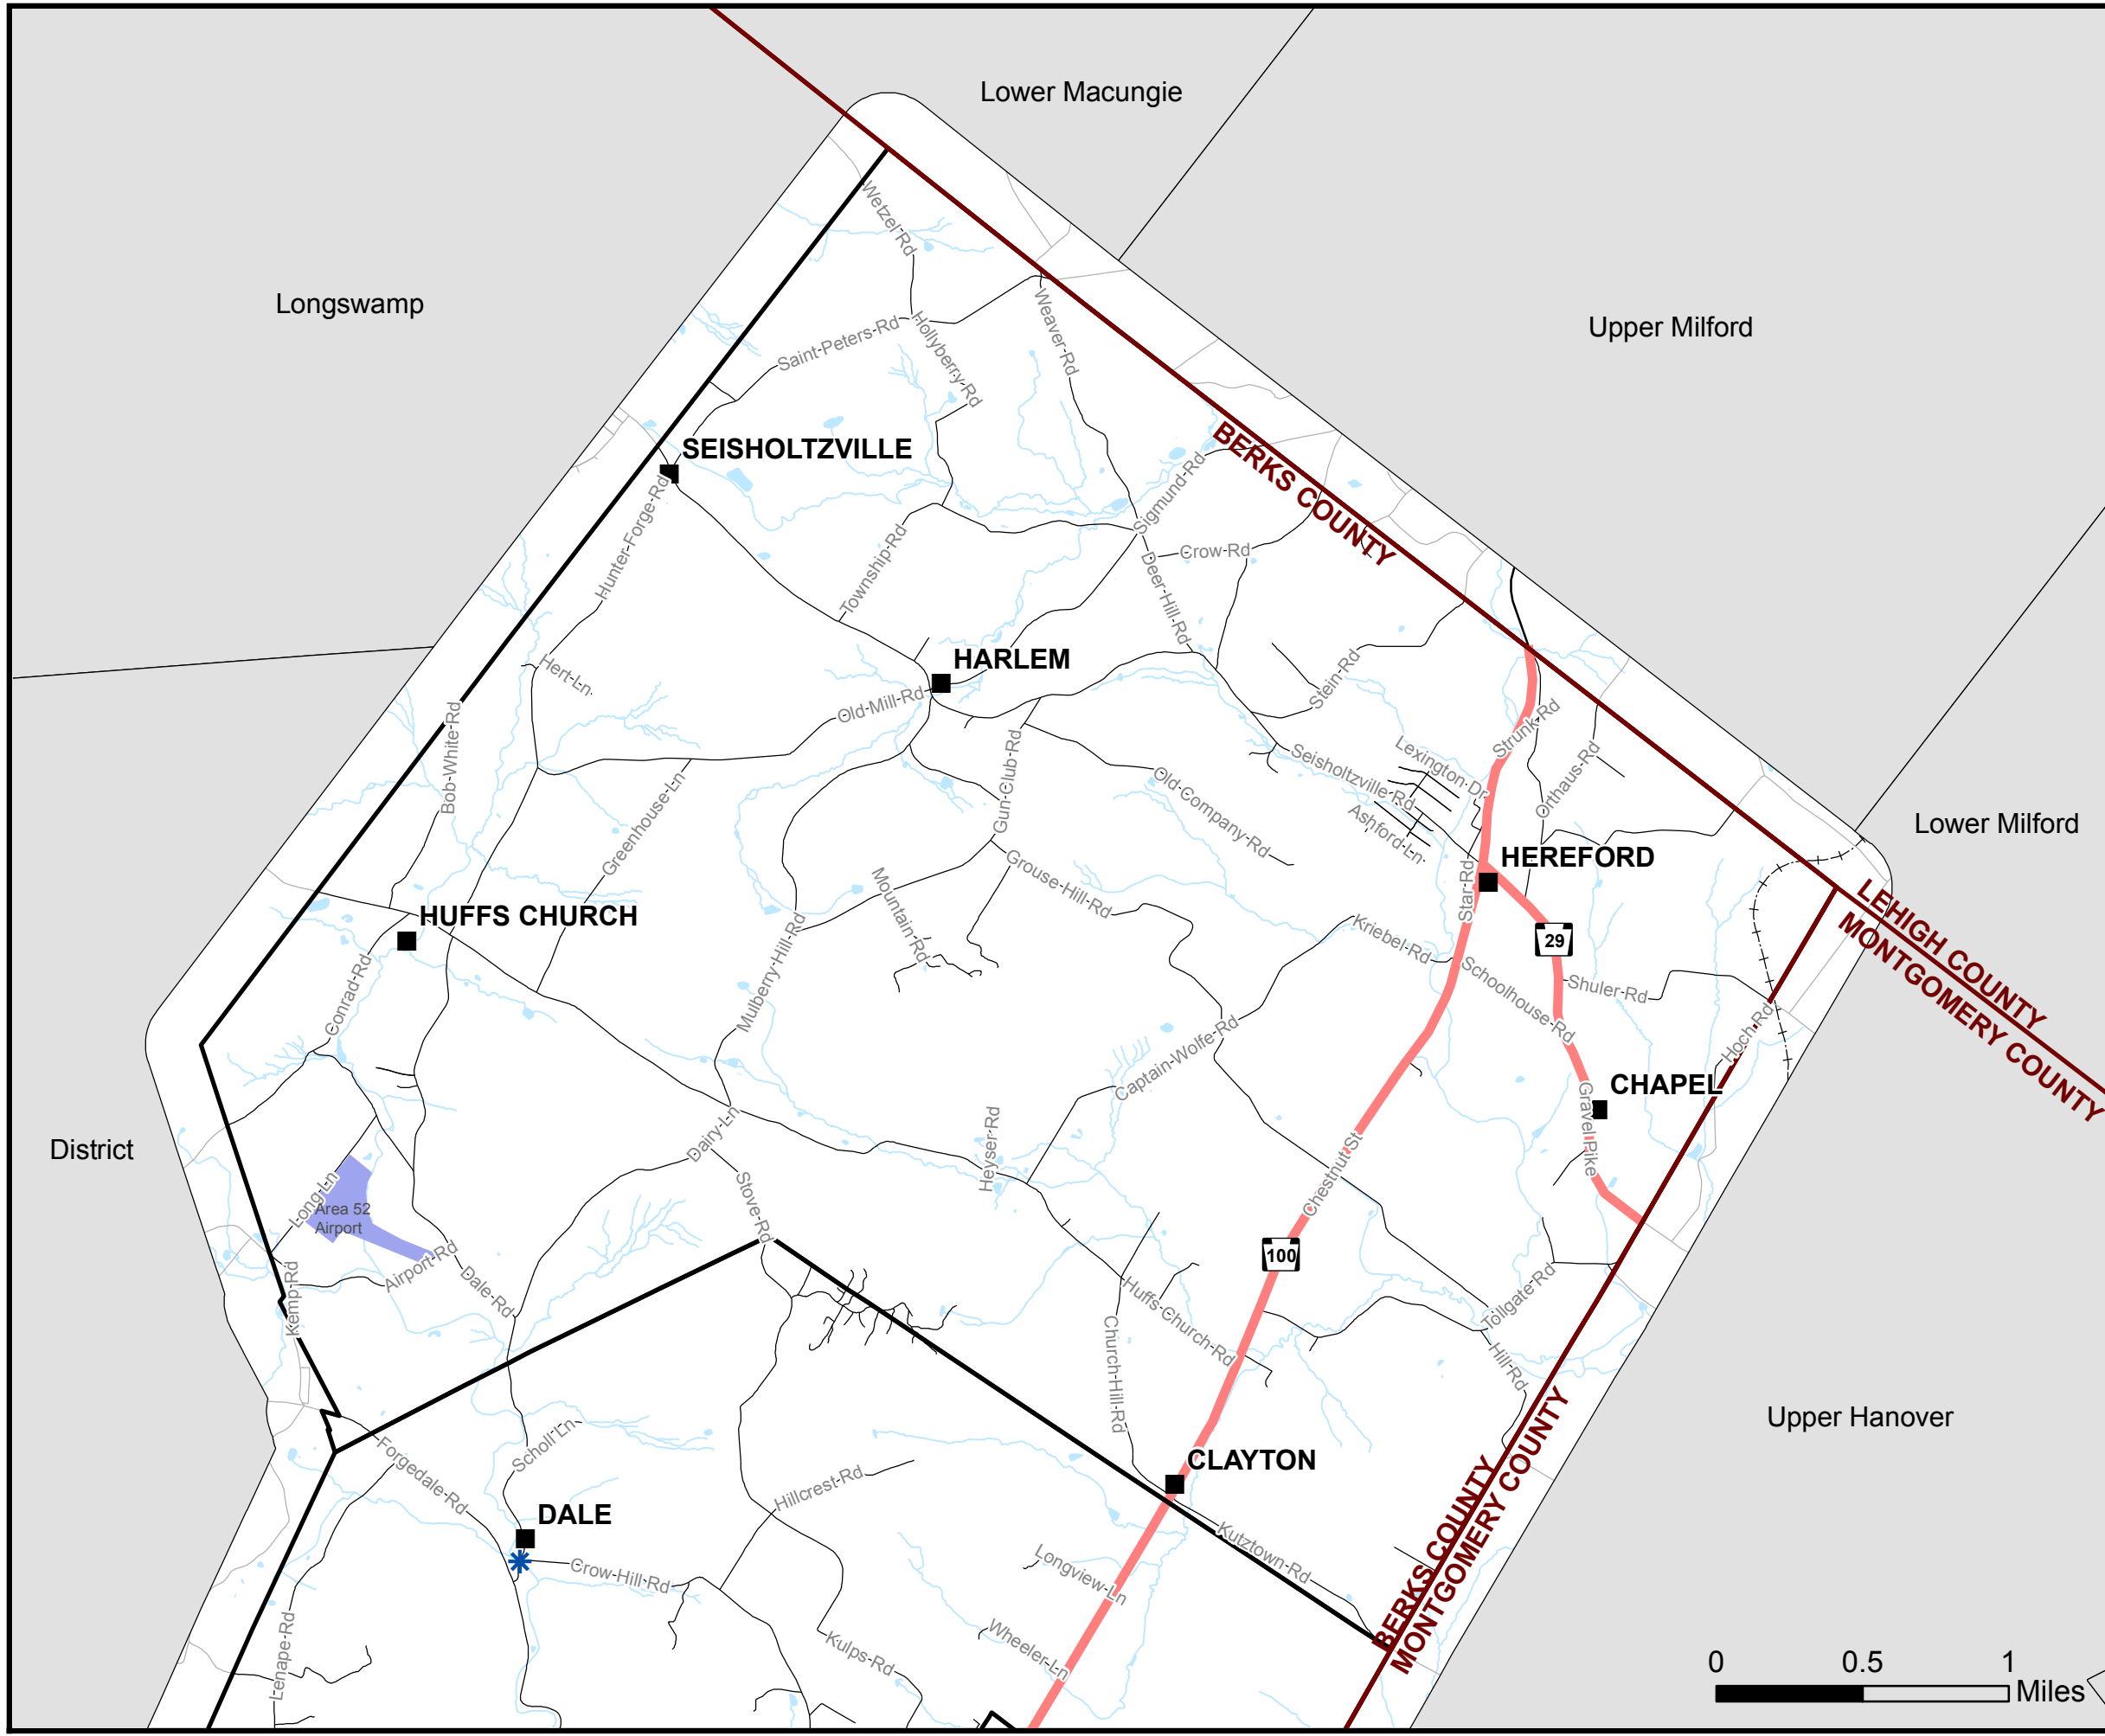 Lower Macungie
Longswamp
Upper Milford
Wetzel Rd
Weaver Rd
Saint Peters Rd
Hollyberry Rd
SEISHOLTZVILLE
BERKS COUNTY
Sigmund Rd
Hunter Forge Rd
Township Rd
Crow Rd
Deer Hill Rd
HARLEM
Hert Ln
Stein Rd
Old Mill Rd
Bob White Rd
Strunk Rd
Gun Club Rd
Lexington Dr
Seisholtzville Rd
Orthaus Rd
Old Company Rd
Greenhouse Ln
Ashford Ln
Lower Milford
HEREFORD
Grouse Hill Rd
Mountain Rd
Star Rd
HUFFS CHURCH
LEHIGH COUNTY
MONTGOMERY COUNTY
Kriebel Rd
29
Mulberry Hill Rd
Conrad Rd
Schoolhouse Rd
Shuler Rd
Hoch Rd
Captain Wolfe Rd
CHAPEL
Gravel Pike
District
Dairy Ln
Heyser Rd
Chestnut St
Long Ln
Area 52
Airport
Stove Rd
Airport Rd
Dale Rd
Kemp Rd
100
Huffs Church Rd
Tollgate Rd
Church Hill Rd
Hill Rd
Upper Hanover
Forgedale Rd
Scholl Ln
CLAYTON
Hillcrest Rd
DALE
BERKS COUNTY
MONTGOMERY COUNTY
Crow Hill Rd
Longview Ln
Kutztown Rd
Lenape Rd
Kulps Rd
Wheeler Ln
0 0.5 1
Miles